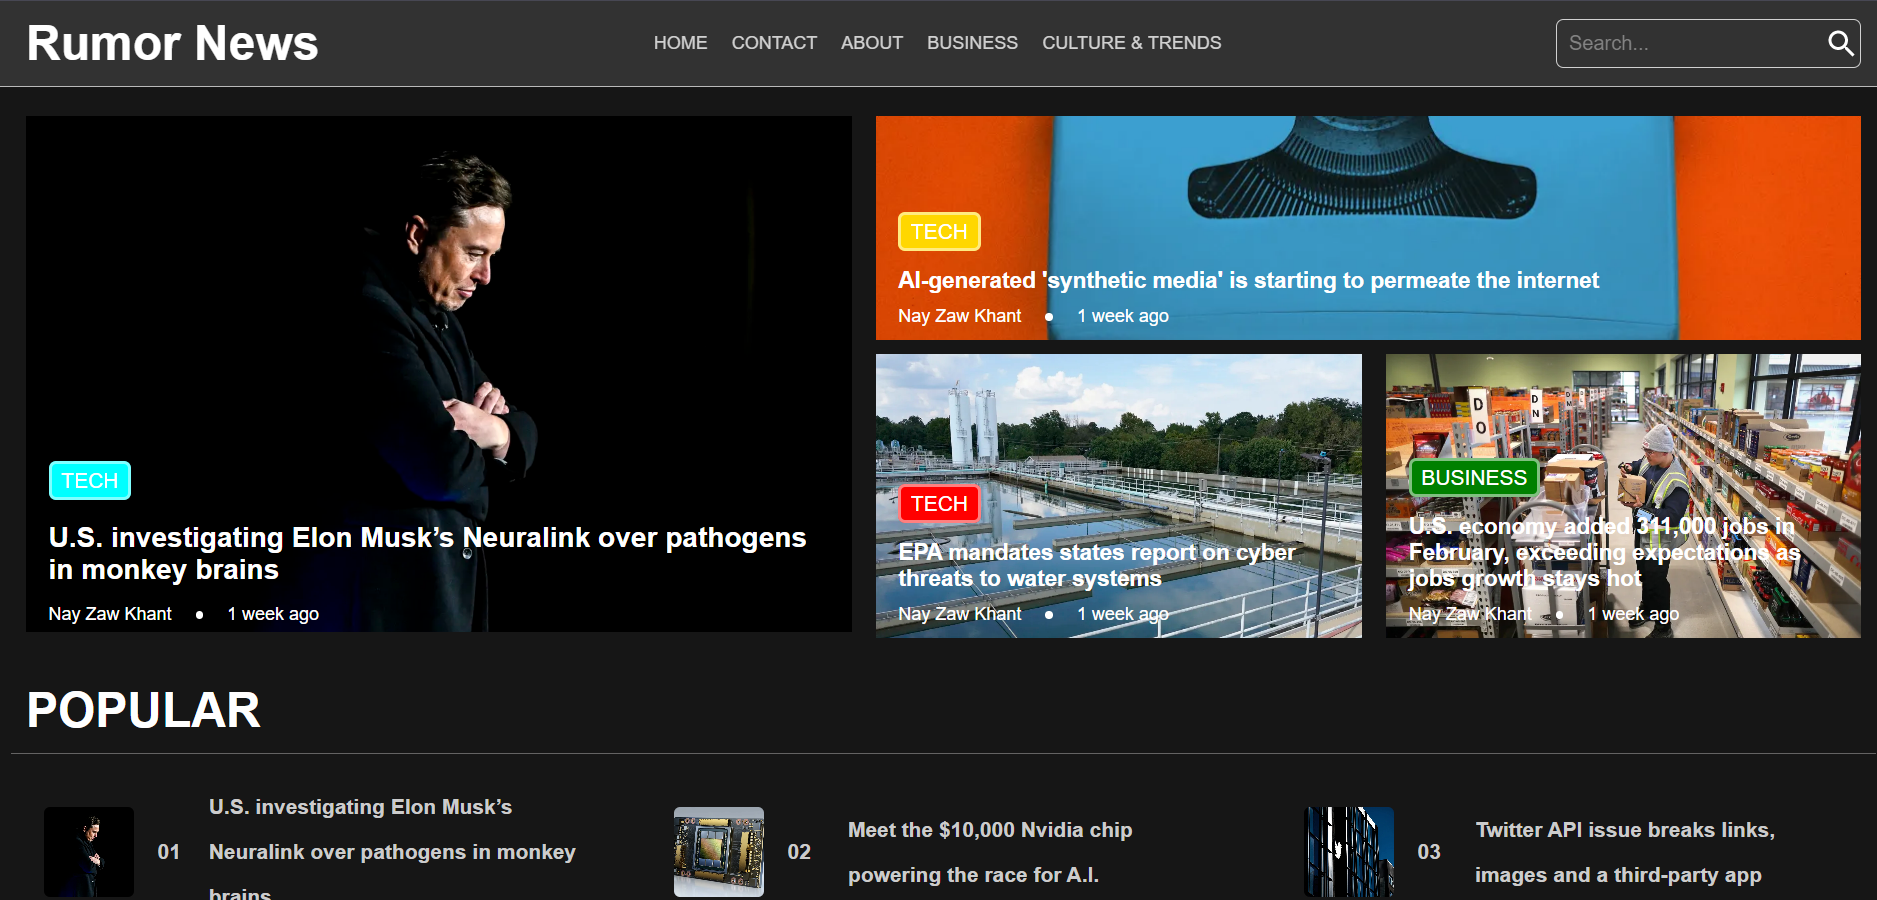 Rumor News
HOME CONTACT ABOUT BUSINESS CULTURE & TRENDS
Search...
TECH
U.S. investigating Elon Musk’s Neuralink over pathogens
in monkey brains
Nay Zaw Khant • 1 week ago
TECH
AI-generated 'synthetic media' is starting to permeate the internet
Nay Zaw Khant • 1 week ago
TECH
EPA mandates states report on cyber
threats to water systems
Nay Zaw Khant • 1 week ago
D
O
D
N
BUSINESS
U.S. economy added 311,000 jobs in
February, exceeding expectations as
jobs growth stays hot
Nay Zaw Khant • 1 week ago
POPULAR
01
U.S. investigating Elon Musk’s
Neuralink over pathogens in monkey
brains
02
Meet the $10,000 Nvidia chip
powering the race for A.I.
03
Twitter API issue breaks links,
images and a third-party app